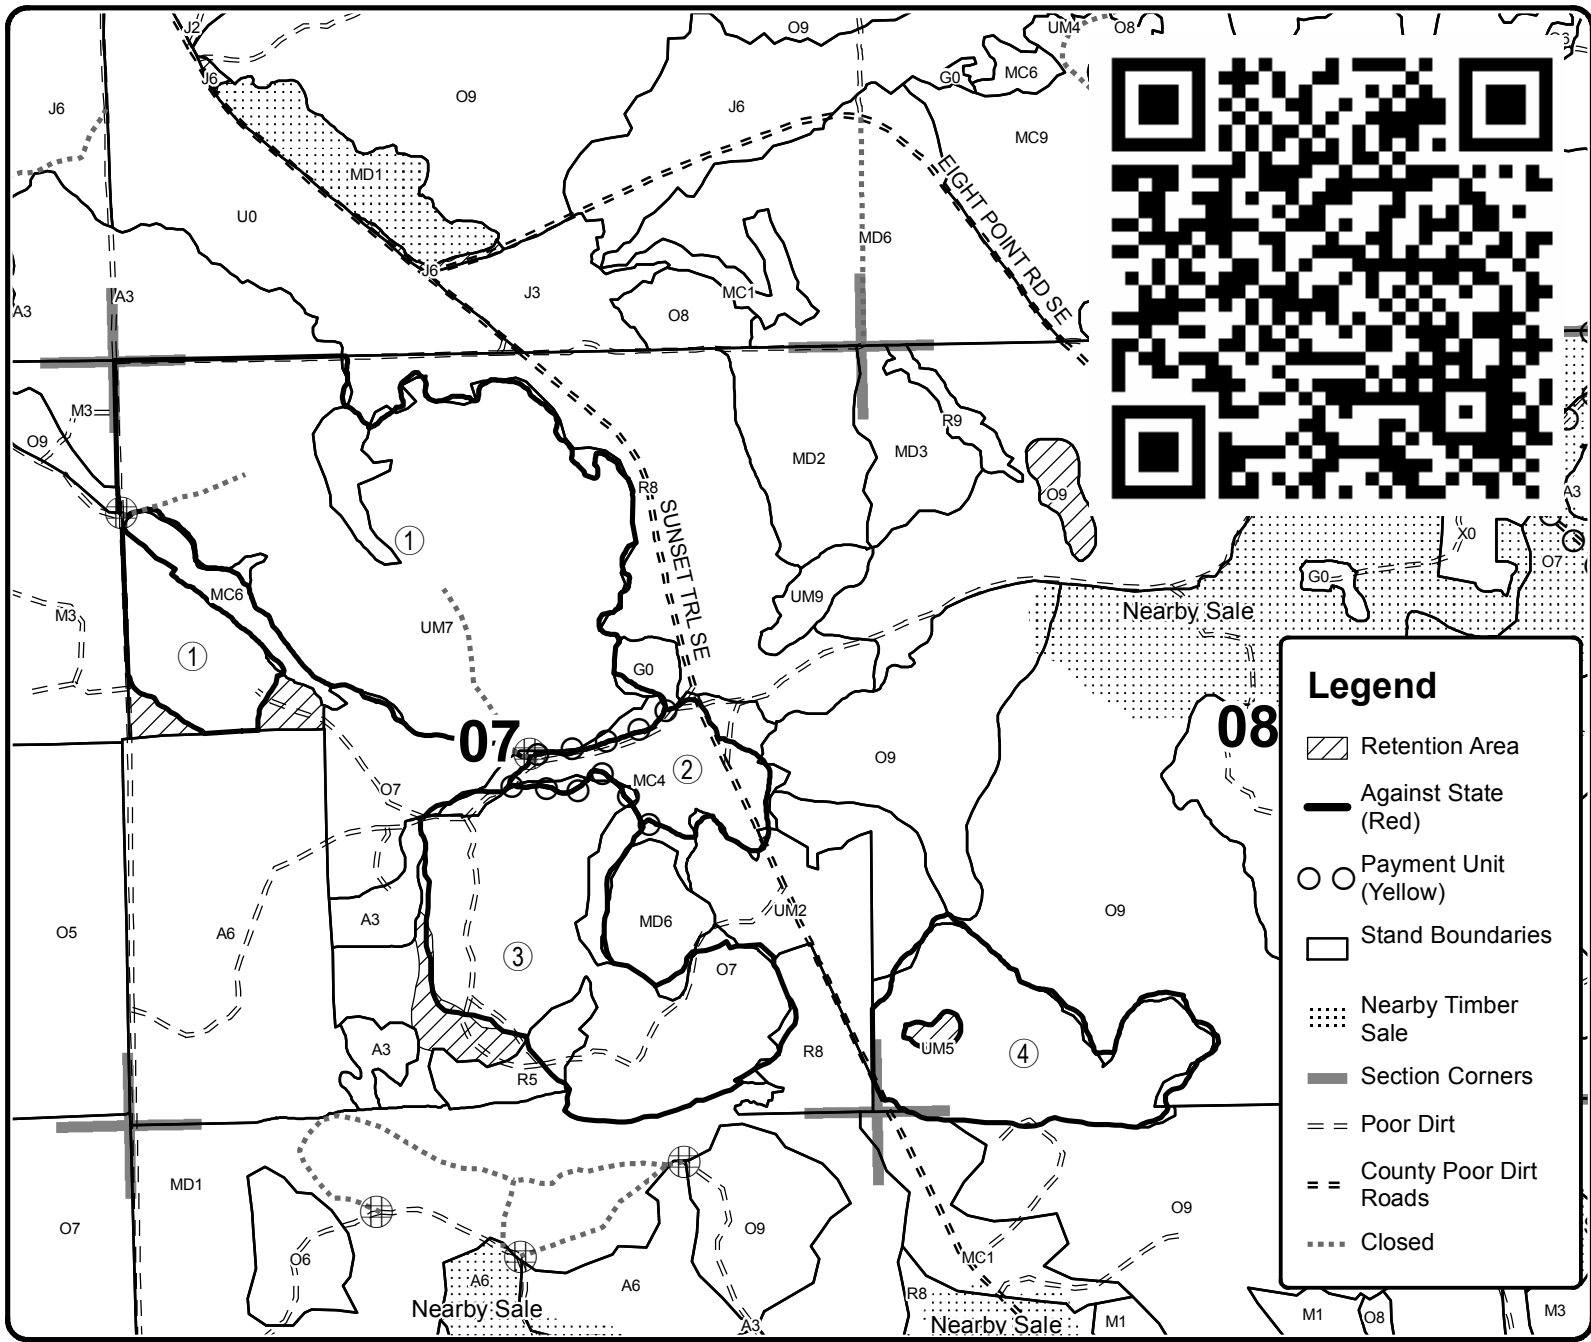 J2
O9
UM4
O8
J6
G0
MC6
J6
O9
J6
MC9
MD1
EIGHT POINT RD SE
U0
MD6
J6
A3
A3
J3
MC1
O8
M3
O9
R9
MD2
MD3
R8
O9
A3
SUNSET TRL SE
X0
1
O7
G0
MC6
UM9
M3
Nearby Sale
UM7
1
G0
07
08
O9
2
MC4
O7
A3
MD6
UM2
O9
O5
A6
3
O7
A3
R8
UM5
4
R5
MD1
O7
O9
O9
O6
MC1
A6
A6
R8
Nearby Sale
A3
Nearby Sale
M1
M1
O8
M3
Legend
Retention Area
Against State
(Red)
Payment Unit
(Yellow)
Stand Boundaries
Nearby Timber
Sale
Section Corners
Poor Dirt
County Poor Dirt
Roads
Closed